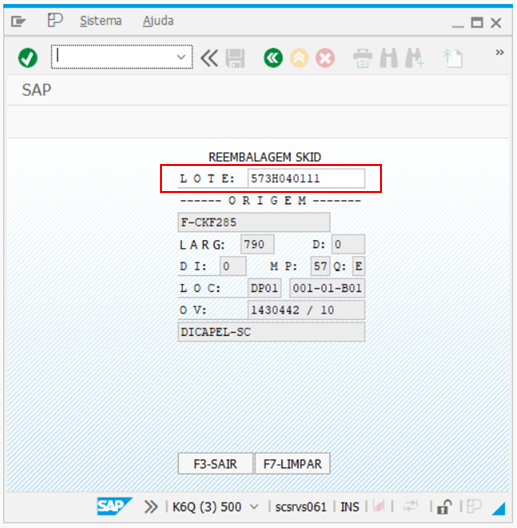 Sistema Ajuda
SAP
REEMBALAGEM SKID
L O T E: 573H040111
------ O R I G E M -------
F-CKF285
L A R G: 790 D: 0
D I: 0 M P: 57 Q: E
L O C: DP01 001-01-B01
O V: 1430442 / 10
DICAPEL-SC
F3-SAIR F7-LIMPAR
SAP K6Q (3) 500 scsrvs061 INS